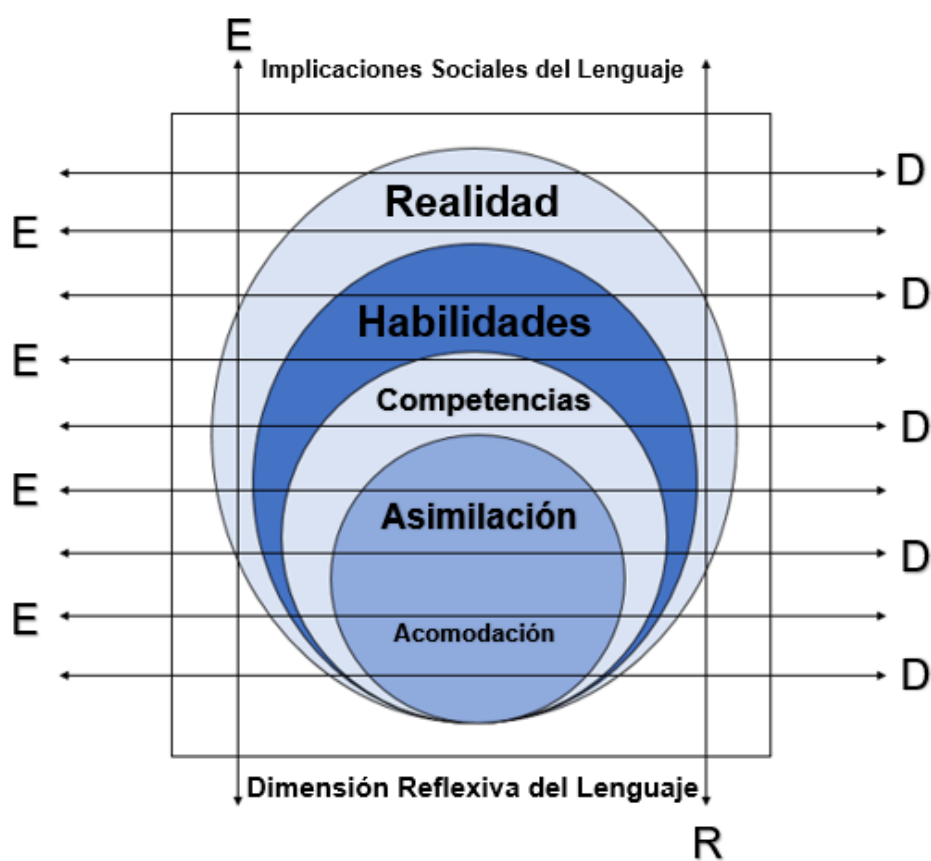 E
Implicaciones Sociales del Lenguaje
D
Realidad
E
D
Habilidades
E
Competencias
D
E
Asimilación
D
E
Acomodación
D
Dimensión Reflexiva del Lenguaje
R